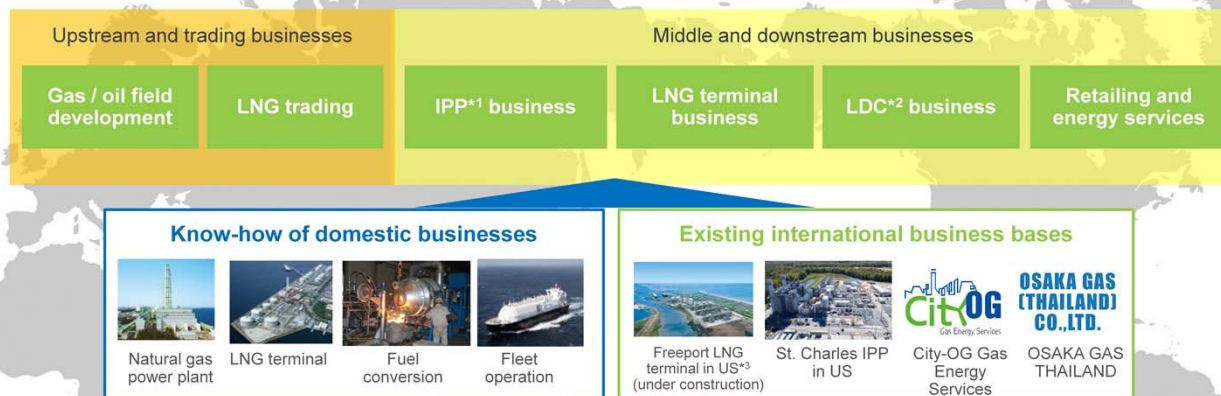 Upstream and trading businesses
Middle and downstream businesses
Gas / oil field
development
LNG trading
IPP*1 business
LNG terminal
business
LDC*2 business
Retailing and
energy services
Know-how of domestic businesses
Natural gas
power plant
LNG terminal
Fuel
conversion
Fleet
operation
Existing international business bases
Freeport LNG
terminal in US*3
(under construction)
St. Charles IPP
in US
City OG
Gas Energy Services
City-OG Gas
Energy
Services
OSAKA GAS
(THAILAND)
CO.,LTD.
OSAKA GAS
THAILAND